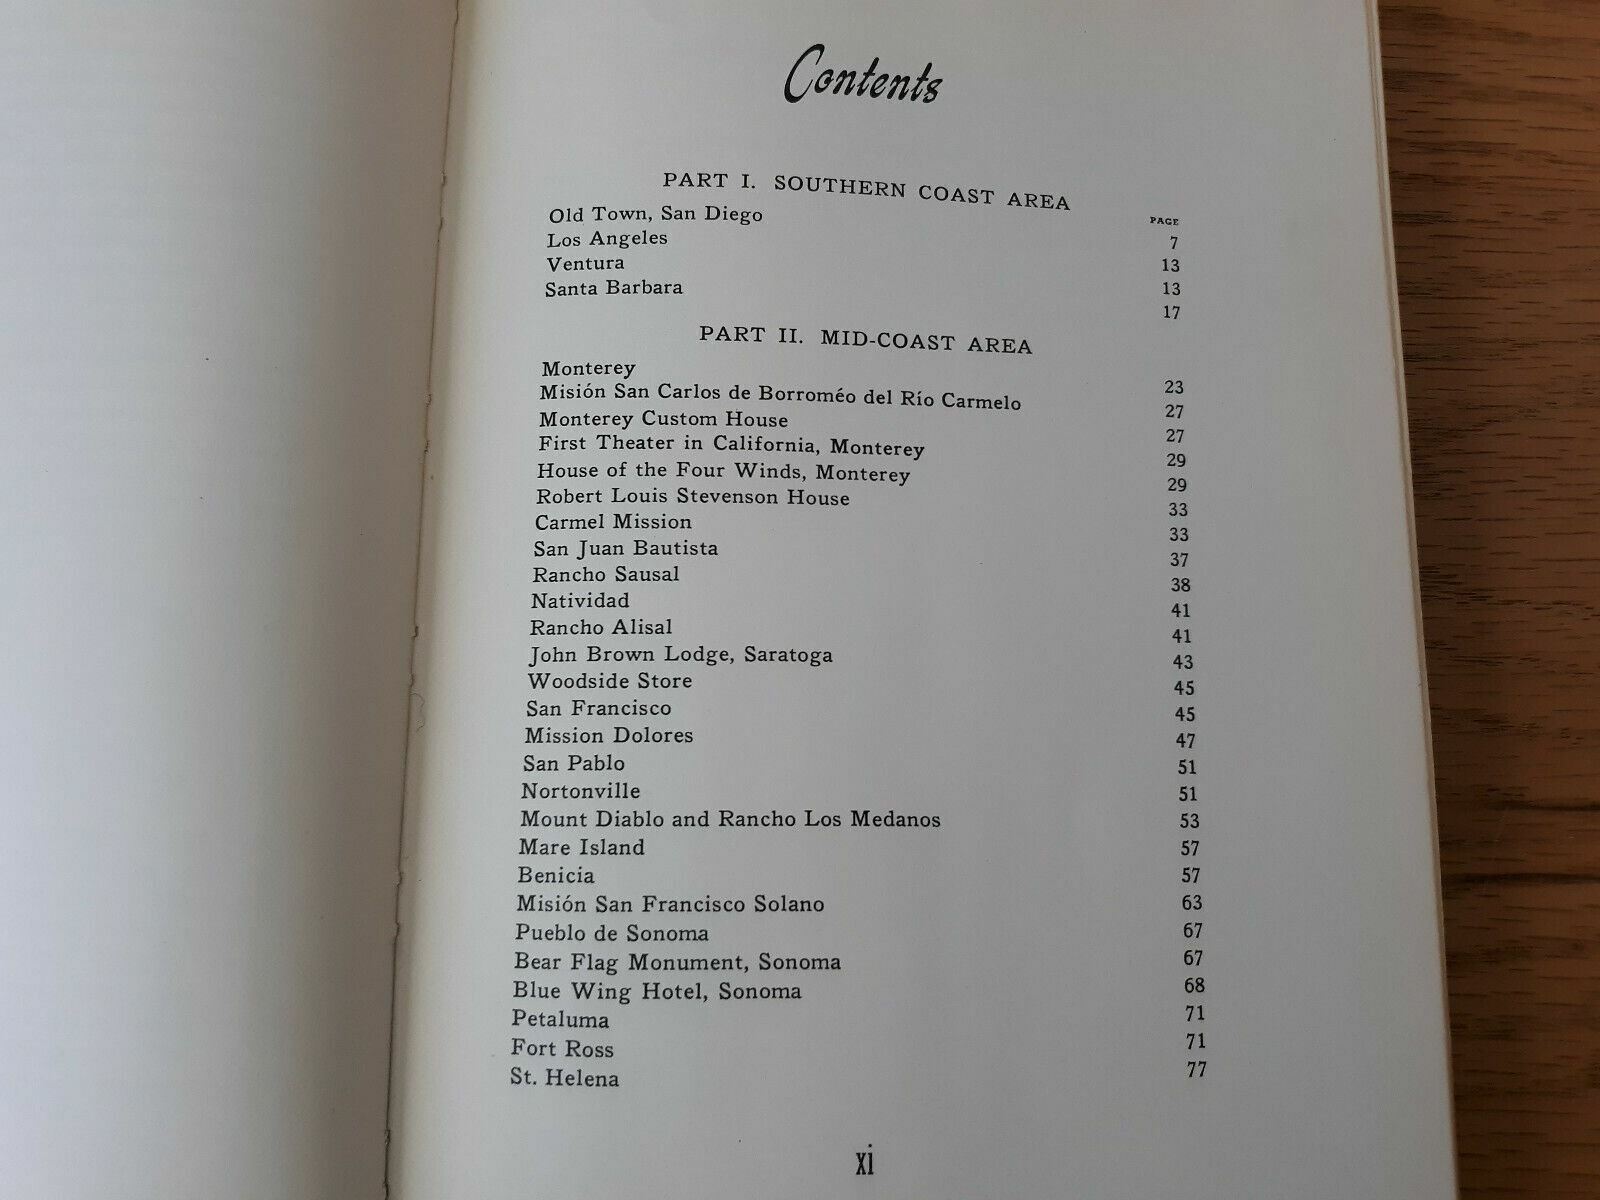 Contents
PART I. SOUTHERN COAST AREA
PAGE
Old Town, San Diego 7
Los Angeles 13
Ventura 13
Santa Barbara 17
PART II. MID-COAST AREA
Monterey 23
Misión San Carlos de Borroméo del Río Carmelo 27
Monterey Custom House 27
First Theater in California, Monterey 29
House of the Four Winds, Monterey 29
Robert Louis Stevenson House 33
Carmel Mission 33
San Juan Bautista 37
Rancho Sausal 38
Natividad 41
Rancho Alisal 41
John Brown Lodge, Saratoga 43
Woodside Store 45
San Francisco 45
Mission Dolores 47
San Pablo 51
Nortonville 51
Mount Diablo and Rancho Los Medanos 53
Mare Island 57
Benicia 57
Misión San Francisco Solano 63
Pueblo de Sonoma 67
Bear Flag Monument, Sonoma 67
Blue Wing Hotel, Sonoma 68
Petaluma 71
Fort Ross 71
St. Helena 77
xi